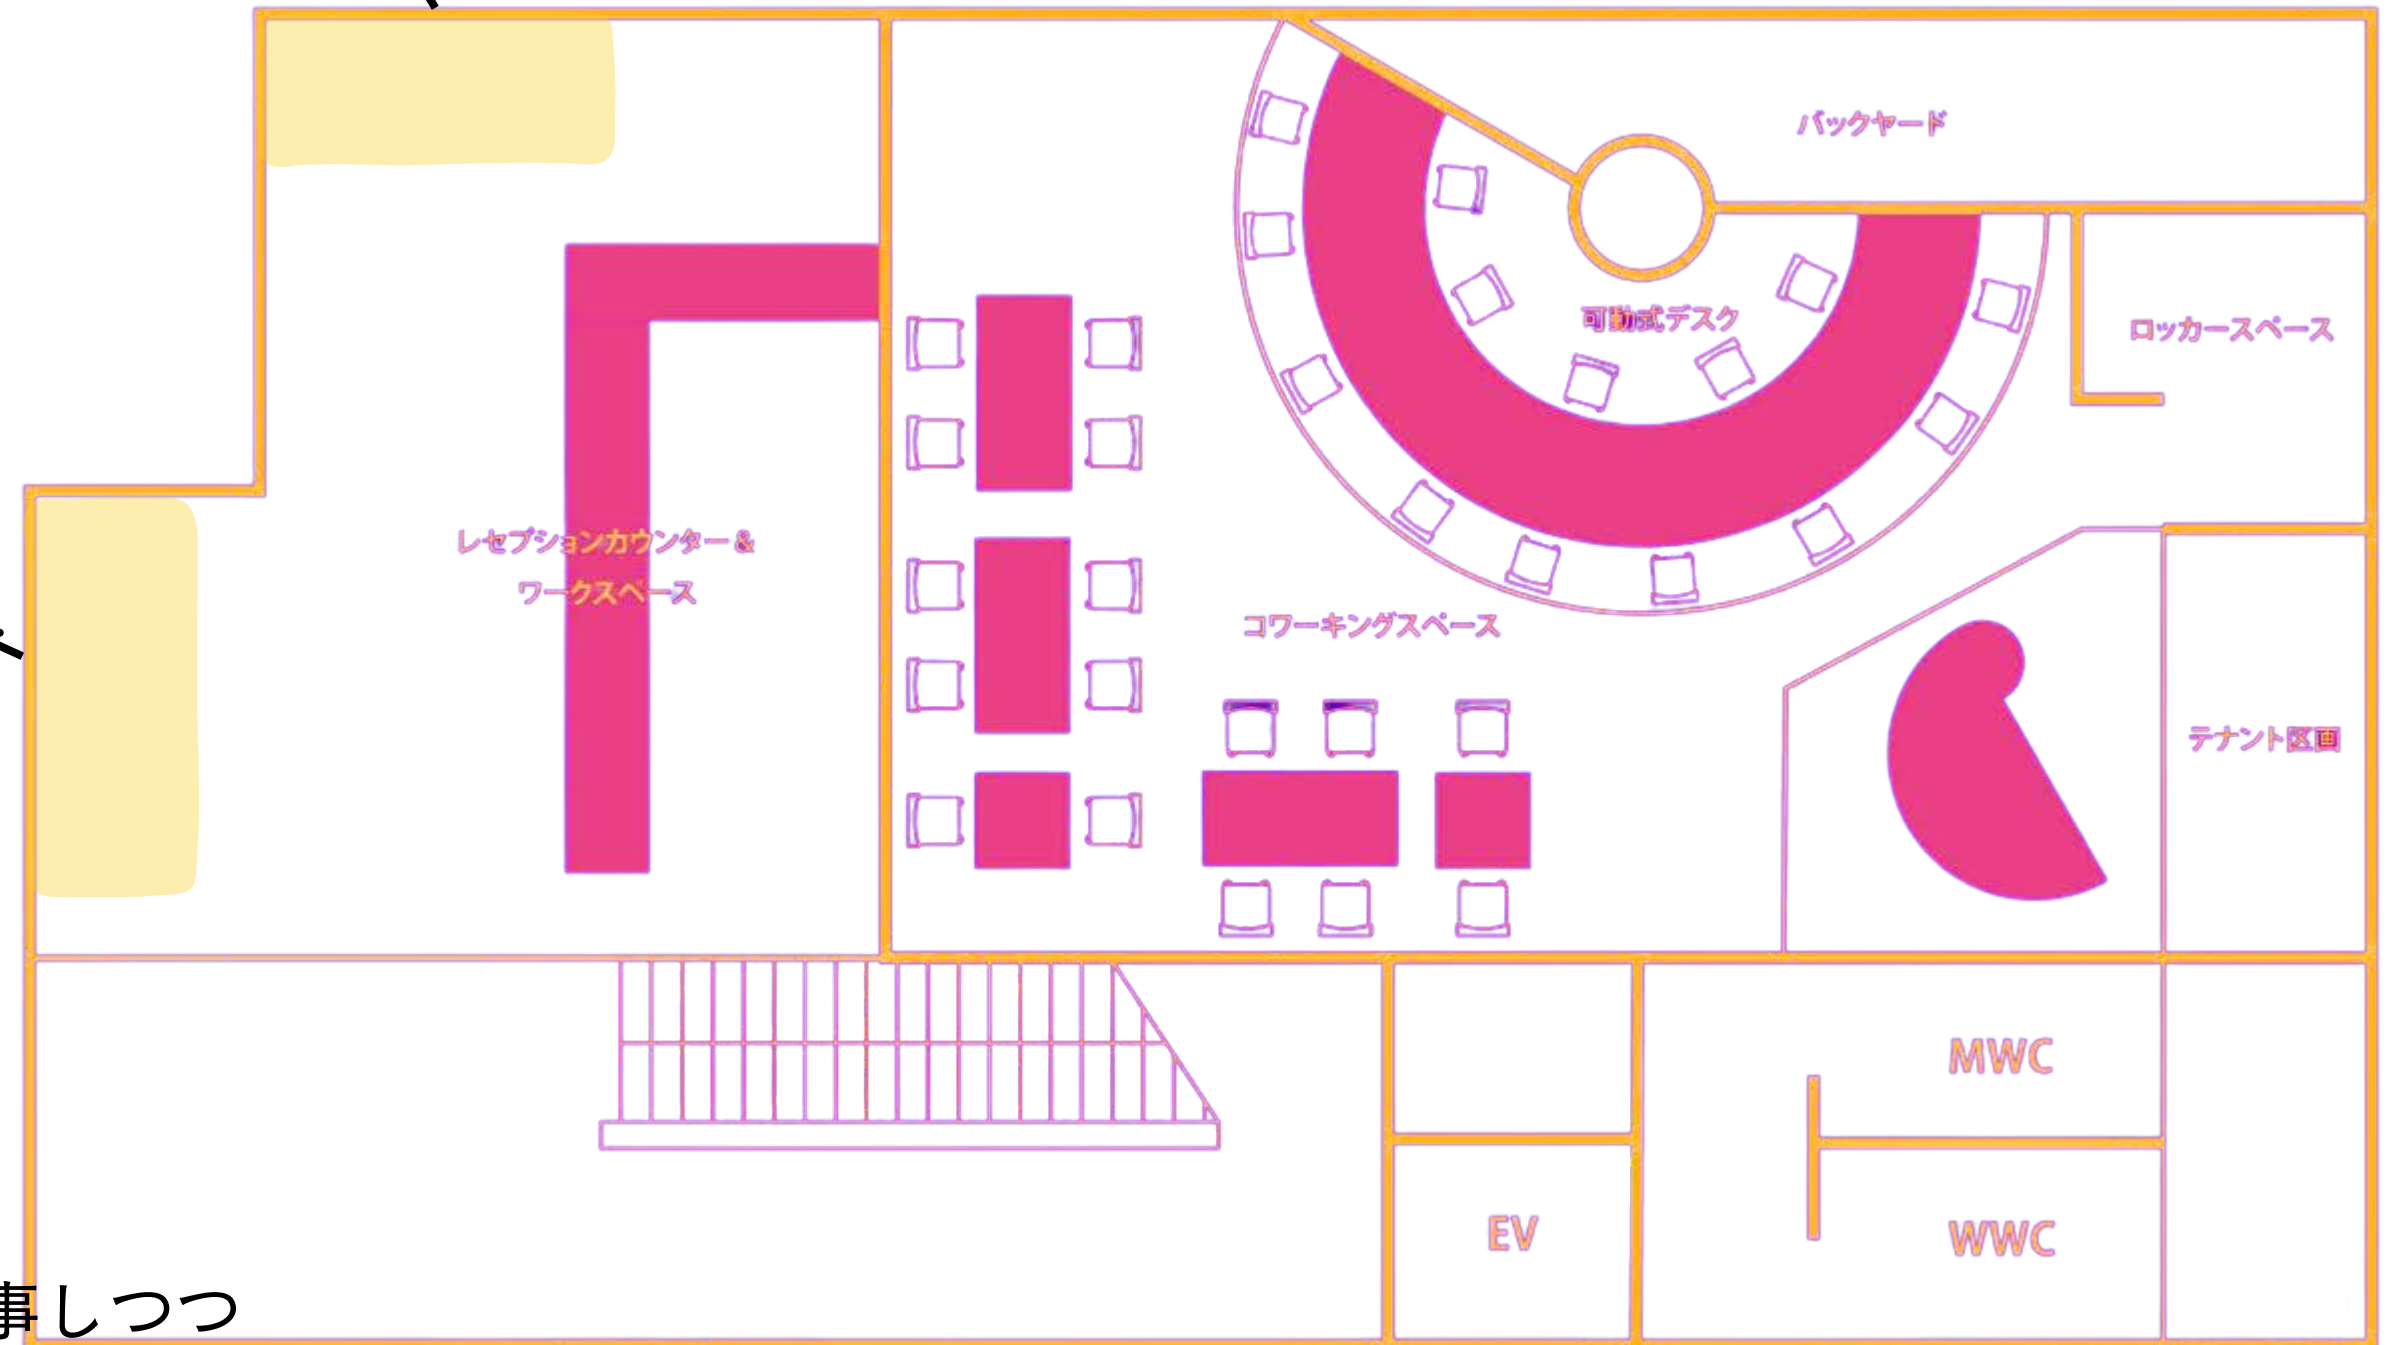 バックヤード
可動式デスク
ロッカースペース
レセプションカウンター &
ワークスペース
コワーキングスペース
テナント区画
MWC
EV
WWC
事しつつ